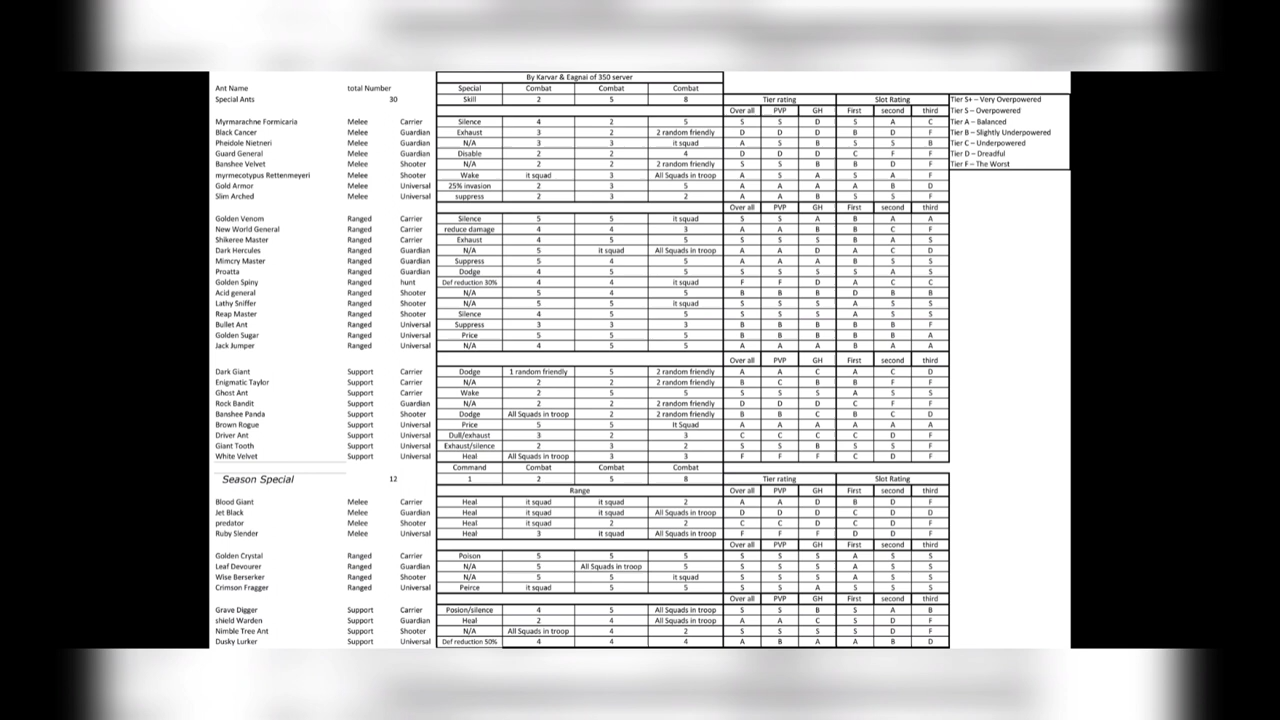 By Karvar & Eagnai of 350 server
Ant Name total Number Special Combat Combat Combat
Special Ants 30 Skill 2 5 8 Tier rating Slot Rating Tier S+ – Very Overpowered
Over all PVP GH First second third Tier S – Overpowered
Myrmarachne Formicaria Melee Carrier Silence 4 2 5 S S D S A C Tier A – Balanced
Black Cancer Melee Guardian Exhaust 3 2 2 random friendly D D D B D F Tier B – Slightly Underpowered
Pheidole Nietneri Melee Guardian N/A 3 3 it squad A S B S S B Tier C – Underpowered
Guard General Melee Guardian Disable 2 2 4 D D D C F F Tier D – Dreadful
Banshee Velvet Melee Shooter N/A 2 2 2 random friendly S S B B D F Tier F – The Worst
myrmecotypus Rettenmeyeri Melee Shooter Wake it squad 3 All Squads in troop A S A S A F
Gold Armor Melee Universal 25% invasion 2 3 5 A A A A B D
Slim Arched Melee Universal suppress 2 3 2 A A B S S F
Over all PVP GH First second third
Golden Venom Ranged Carrier Silence 5 5 it squad S S A B A A
New World General Ranged Carrier reduce damage 4 4 3 A A B B C F
Shikeree Master Ranged Carrier Exhaust 4 5 5 S S S B A S
Dark Hercules Ranged Guardian N/A 5 it squad All Squads in troop A A D A C D
Mimcry Master Ranged Guardian Suppress 5 4 5 A A A B S S
Proatta Ranged Guardian Dodge 4 5 5 S S S S A S
Golden Spiny Ranged hunt Def reduction 30% 4 4 it squad F F D A C C
Acid general Ranged Shooter N/A 5 4 5 B B B D B B
Lathy Sniffer Ranged Shooter N/A 5 5 it squad S S S A S S
Reap Master Ranged Shooter Silence 4 5 5 S S S A S S
Bullet Ant Ranged Universal Suppress 3 3 3 B B B B B F
Golden Sugar Ranged Universal Price 5 5 5 B B B B B A
Jack Jumper Ranged Universal N/A 4 5 5 A A A B A A
Over all PVP GH First second third
Dark Giant Support Carrier Dodge 1 random friendly 5 2 random friendly A A C A C D
Enigmatic Taylor Support Carrier N/A 2 2 2 random friendly B C B B F F
Ghost Ant Support Carrier Wake 2 5 5 S S S A S S
Rock Bandit Support Guardian N/A 2 2 2 random friendly D D D C F F
Banshee Panda Support Shooter Dodge All Squads in troop 2 2 random friendly B B C B C D
Brown Rogue Support Universal Price 5 5 It Squad A A A A A A
Driver Ant Support Universal Dull/exhaust 3 2 3 C C C C D F
Giant Tooth Support Universal Exhaust/silence 2 3 2 S S B S S F
White Velvet Support Universal Heal All Squads in troop 3 3 F F F C D F
Command Combat Combat Combat
Season Special 12 1 2 5 8 Tier rating Slot Rating
Range Over all PVP GH First second third
Blood Giant Melee Carrier Heal it squad it squad 2 A A D B D F
Jet Black Melee Guardian Heal it squad it squad All Squads in troop D D D C D D
predator Melee Shooter Heal it squad 2 2 C C D C D F
Ruby Slender Melee Universal Heal 3 it squad All Squads in troop F F F D D F
Over all PVP GH First second third
Golden Crystal Ranged Carrier Poison 5 5 5 S S S A S S
Leaf Devourer Ranged Guardian N/A 5 All Squads in troop 5 S S S A S S
Wise Berserker Ranged Shooter N/A 5 5 it squad S S S A S S
Crimson Fragger Ranged Universal Peirce it squad 5 5 S S A S S S
Over all PVP GH First second third
Grave Digger Support Carrier Posion/silence 4 5 All Squads in troop S S B S A B
shield Warden Support Guardian Heal 2 4 All Squads in troop A A C S D F
Nimble Tree Ant Support Shooter N/A All Squads in troop 4 2 S S S S D F
Dusky Lurker Support Universal Def reduction 50% 4 4 4 A B A A B D